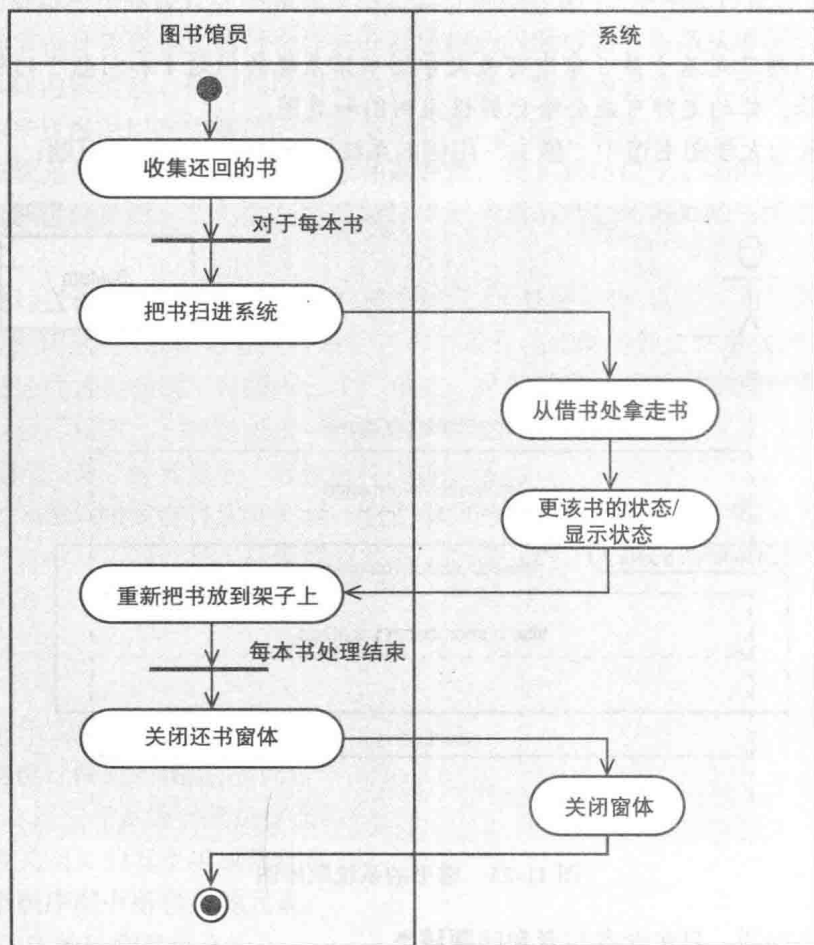 图书馆员
系统
收集还回的书
对于每本书
把书扫进系统
从借书处拿走书
更该书的状态/
显示状态
重新把书放到架子上
每本书处理结束
关闭还书窗体
关闭窗体